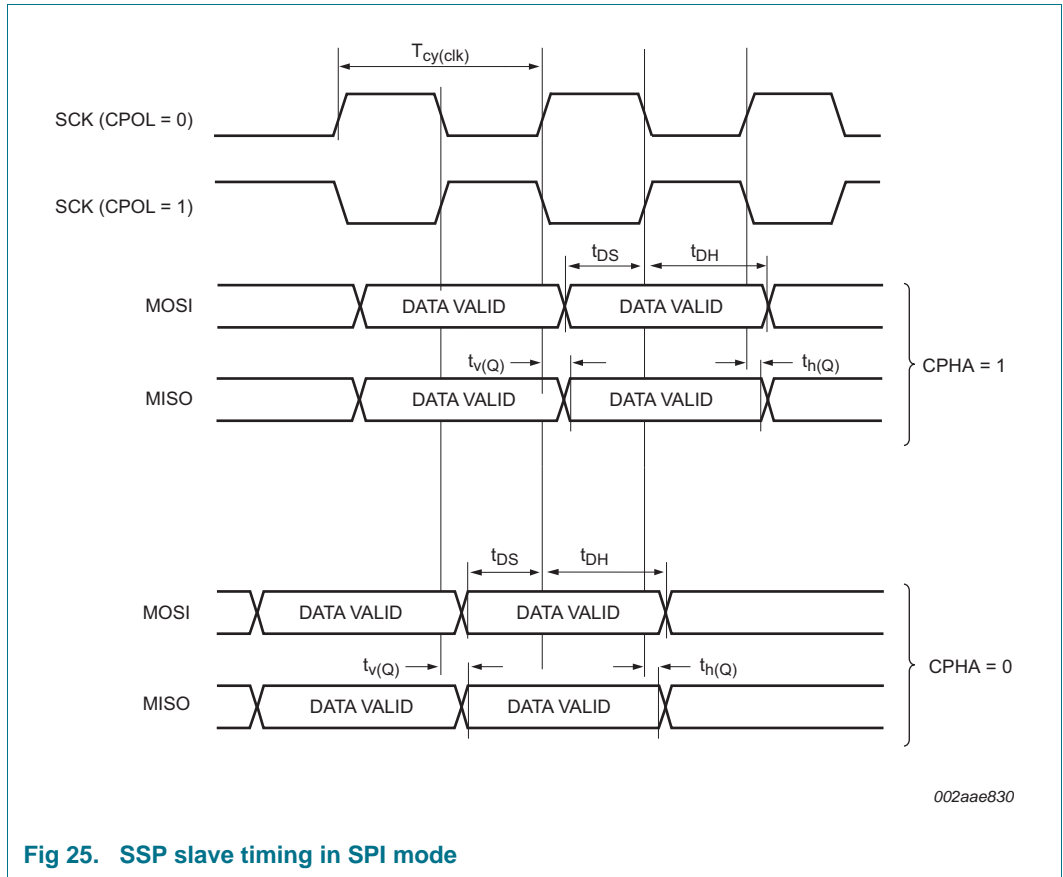 Tcy(clk)
SCK (CPOL = 0)
SCK (CPOL = 1)
tDS tDH
MOSI DATA VALID DATA VALID
tv(Q) th(Q)
CPHA = 1
MISO DATA VALID DATA VALID
tDS tDH
MOSI DATA VALID DATA VALID
tv(Q) th(Q)
CPHA = 0
MISO DATA VALID DATA VALID
002aae830
Fig 25. SSP slave timing in SPI mode